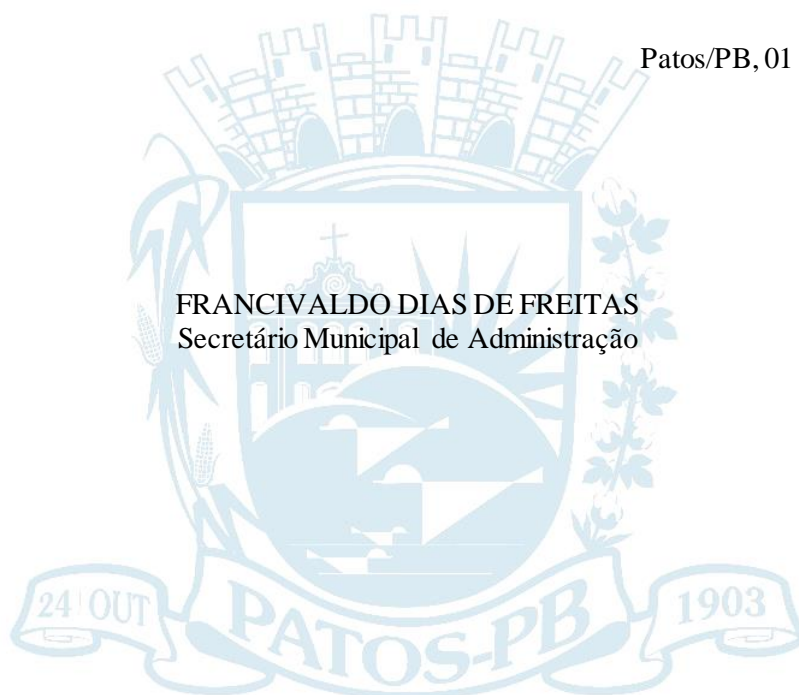 Patos/PB, 01
FRANCIVALDO DIAS DE FREITAS
Secretário Municipal de Administração
24 OUT
PATOS-PB
1903